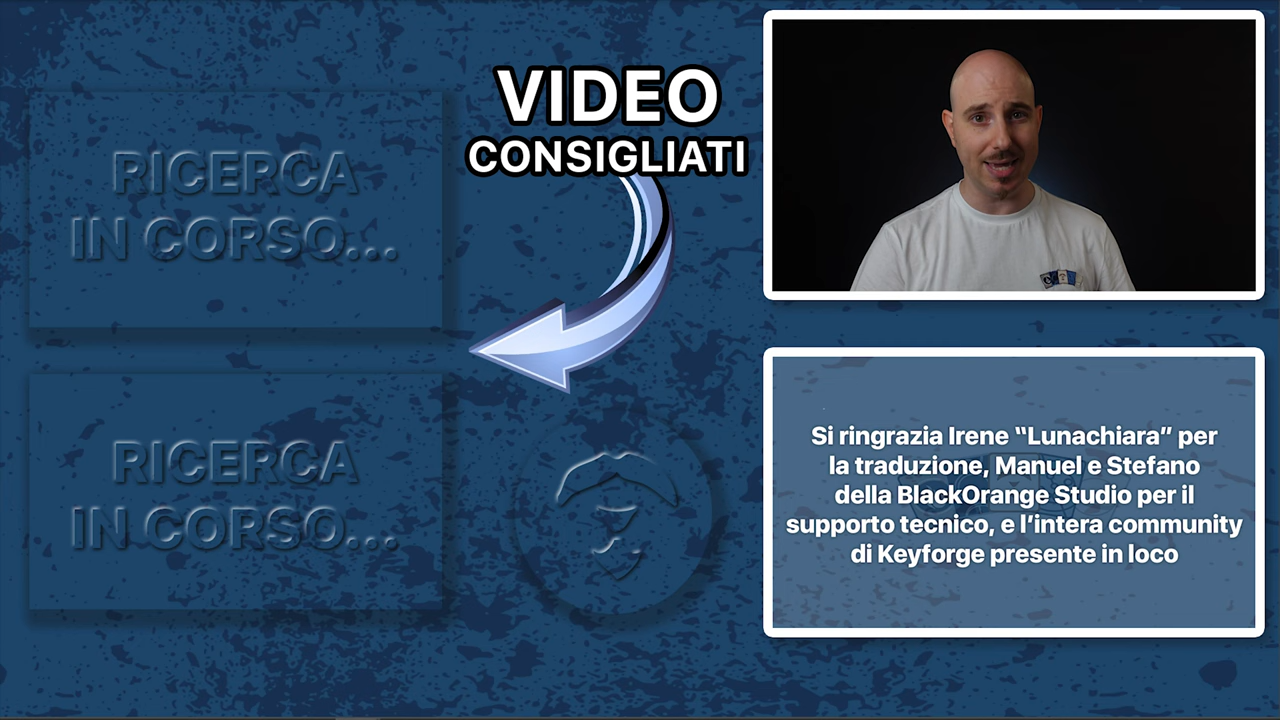 VIDEO
CONSIGLIATI
RICERCA
IN CORSO...
RICERCA
IN CORSO...
Si ringrazia Irene “Lunachiara” per
la traduzione, Manuel e Stefano
della BlackOrange Studio per il
supporto tecnico, e l’intera community
di Keyforge presente in loco